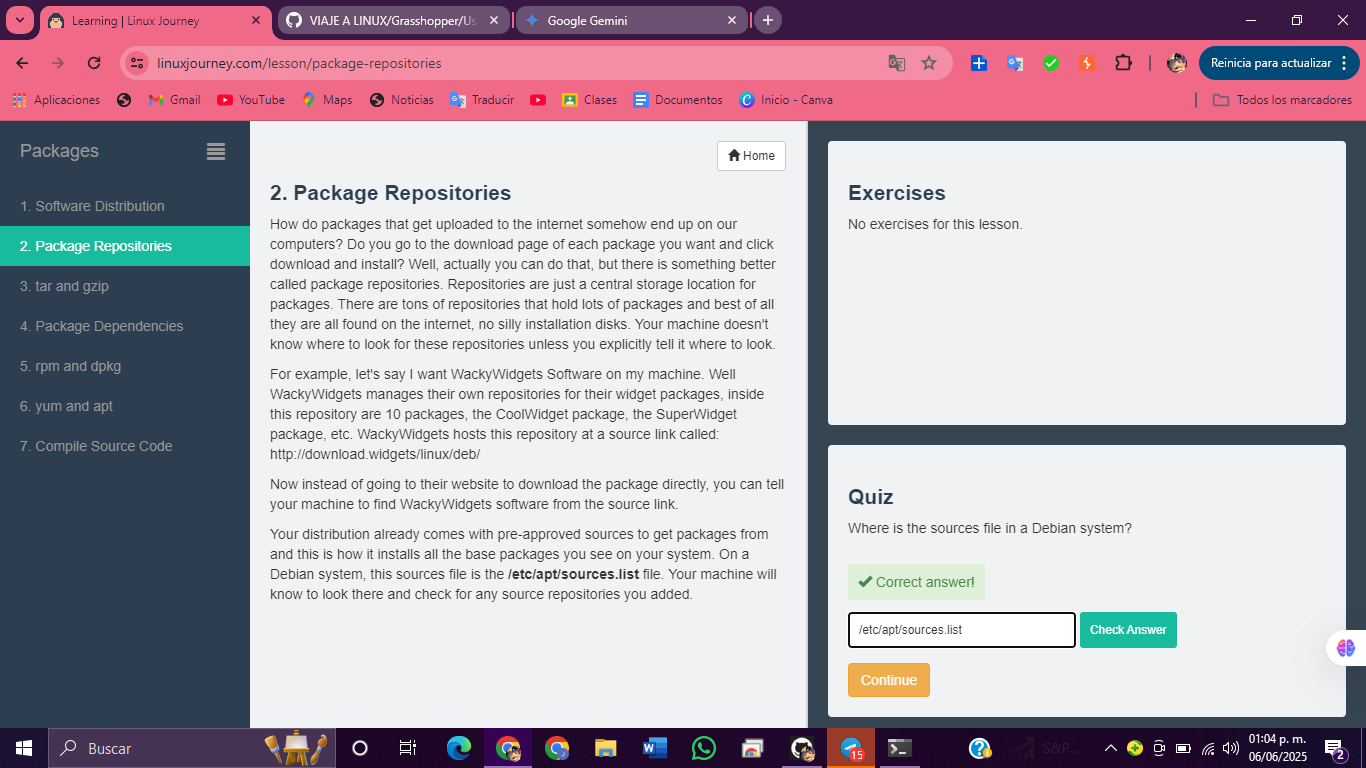 Learning | Linux Journey
VIAJE A LINUX/Grasshopper/Us
Google Gemini
linuxjourney.com/lesson/package-repositories
Reinicia para actualizar
Aplicaciones
Gmail
YouTube
Maps
Noticias
Traducir
Clases
Documentos
Inicio - Canva
Todos los marcadores
Packages
1. Software Distribution
2. Package Repositories
3. tar and gzip
4. Package Dependencies
5. rpm and dpkg
6. yum and apt
7. Compile Source Code
Home
2. Package Repositories
How do packages that get uploaded to the internet somehow end up on our
computers? Do you go to the download page of each package you want and click
download and install? Well, actually you can do that, but there is something better
called package repositories. Repositories are just a central storage location for
packages. There are tons of repositories that hold lots of packages and best of all
they are all found on the internet, no silly installation disks. Your machine doesn't
know where to look for these repositories unless you explicitly tell it where to look.
For example, let's say I want WackyWidgets Software on my machine. Well
WackyWidgets manages their own repositories for their widget packages, inside
this repository are 10 packages, the CoolWidget package, the SuperWidget
package, etc. WackyWidgets hosts this repository at a source link called:
http://download.widgets/linux/deb/
Now instead of going to their website to download the package directly, you can tell
your machine to find WackyWidgets software from the source link.
Your distribution already comes with pre-approved sources to get packages from
and this is how it installs all the base packages you see on your system. On a
Debian system, this sources file is the /etc/apt/sources.list file. Your machine will
know to look there and check for any source repositories you added.
Exercises
No exercises for this lesson.
Quiz
Where is the sources file in a Debian system?
Correct answer!
/etc/apt/sources.list
Check Answer
Continue
Buscar
15
S&P...
01:04 p. m.
06/06/2025
2